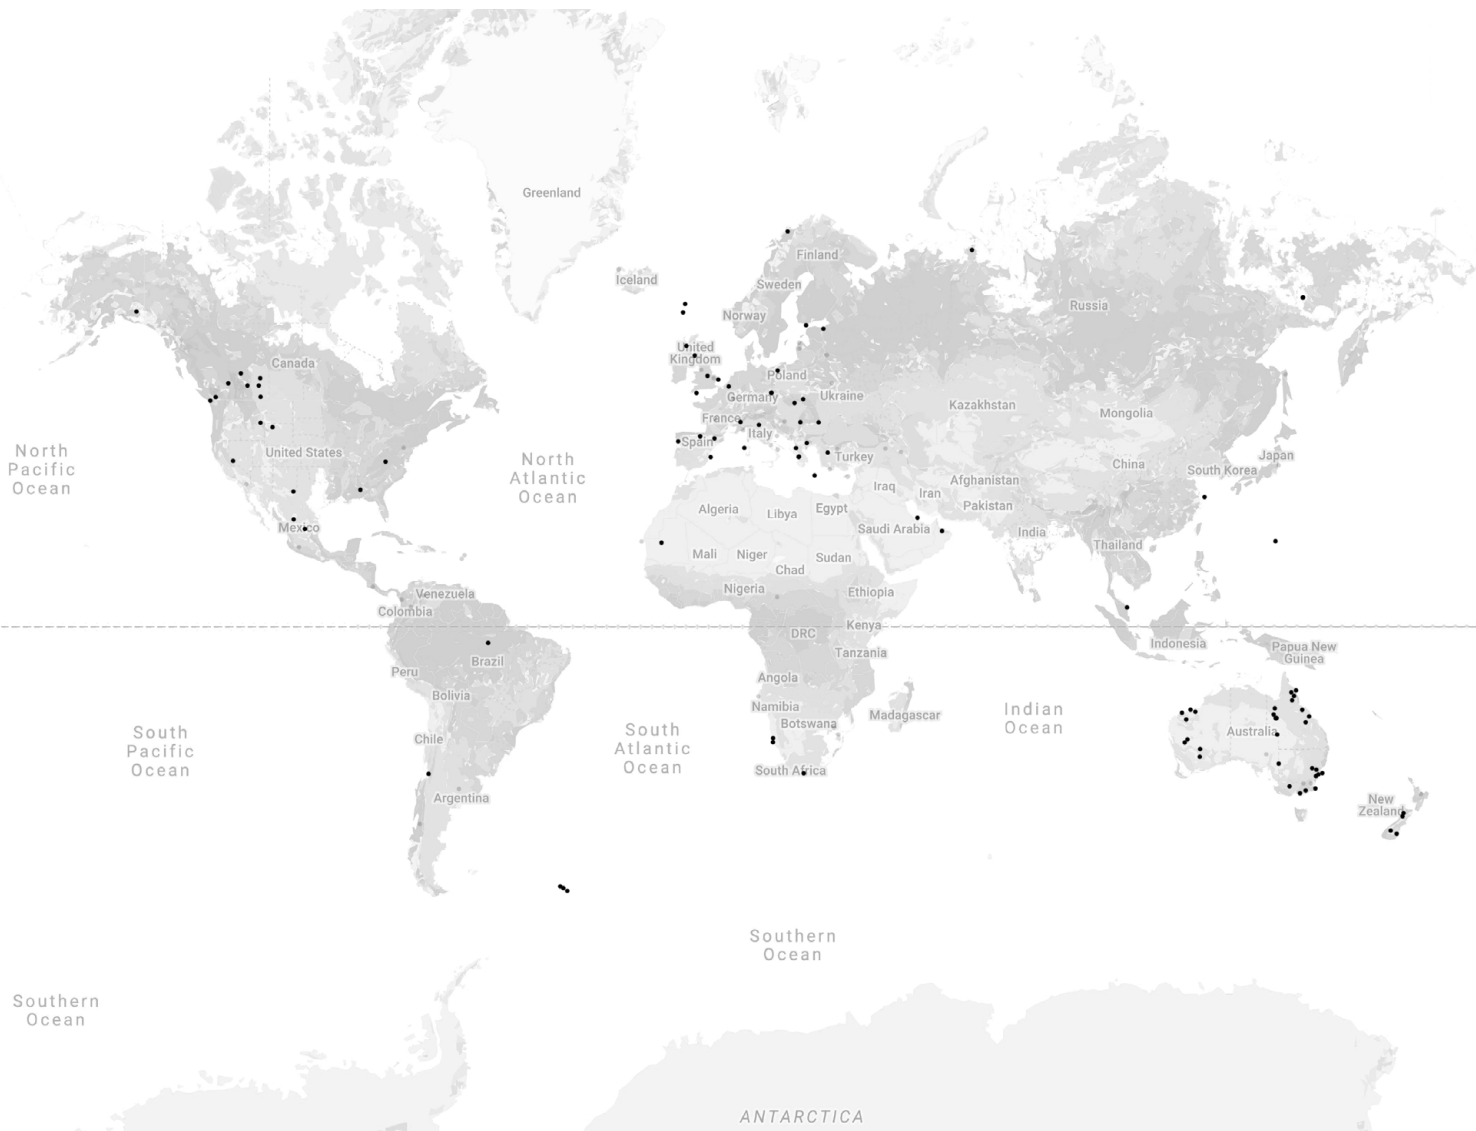 Greenland
Iceland
Finland
Sweden
Norway
Russia
United
Kingdom
Canada
Poland
Germany
Ukraine
Kazakhstan
Mongolia
France
Italy
Spain
Turkey
United States
North
Pacific
Ocean
North
Atlantic
Ocean
Japan
South Korea
China
Afghanistan
Iraq
Iran
Pakistan
Algeria
Libya
Egypt
Saudi Arabia
India
Mexico
Thailand
Mali
Niger
Sudan
Chad
Nigeria
Ethiopia
Venezuela
Colombia
DRC
Kenya
Tanzania
Indonesia
Papua New
Guinea
Brazil
Peru
Bolivia
Angola
Namibia
Botswana
Madagascar
Indian
Ocean
South
Pacific
Ocean
South
Atlantic
Ocean
Chile
Australia
South Africa
Argentina
New
Zealand
Southern
Ocean
Southern
Ocean
ANTARCTICA